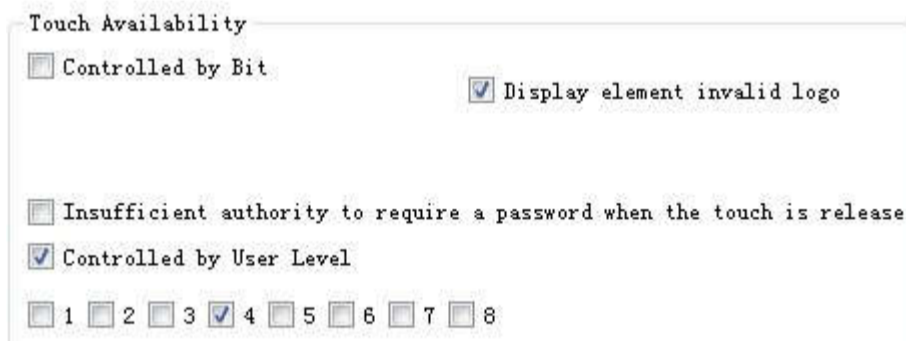 Touch Availability
Controlled by Bit
Display element invalid logo
Insufficient authority to require a password when the touch is release
Controlled by User Level
1 2 3 4 5 6 7 8